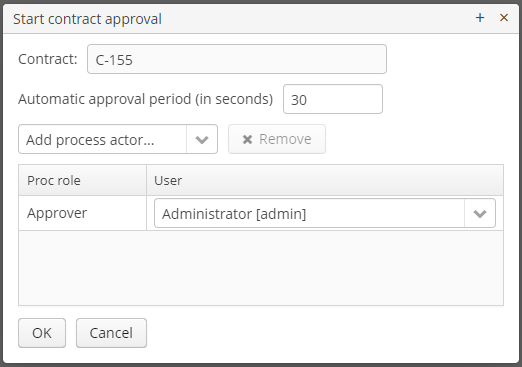 Start contract approval
Contract: C-155
Automatic approval period (in seconds) 30
Add process actor... Remove
Proc role User
Approver Administrator [admin]
OK Cancel